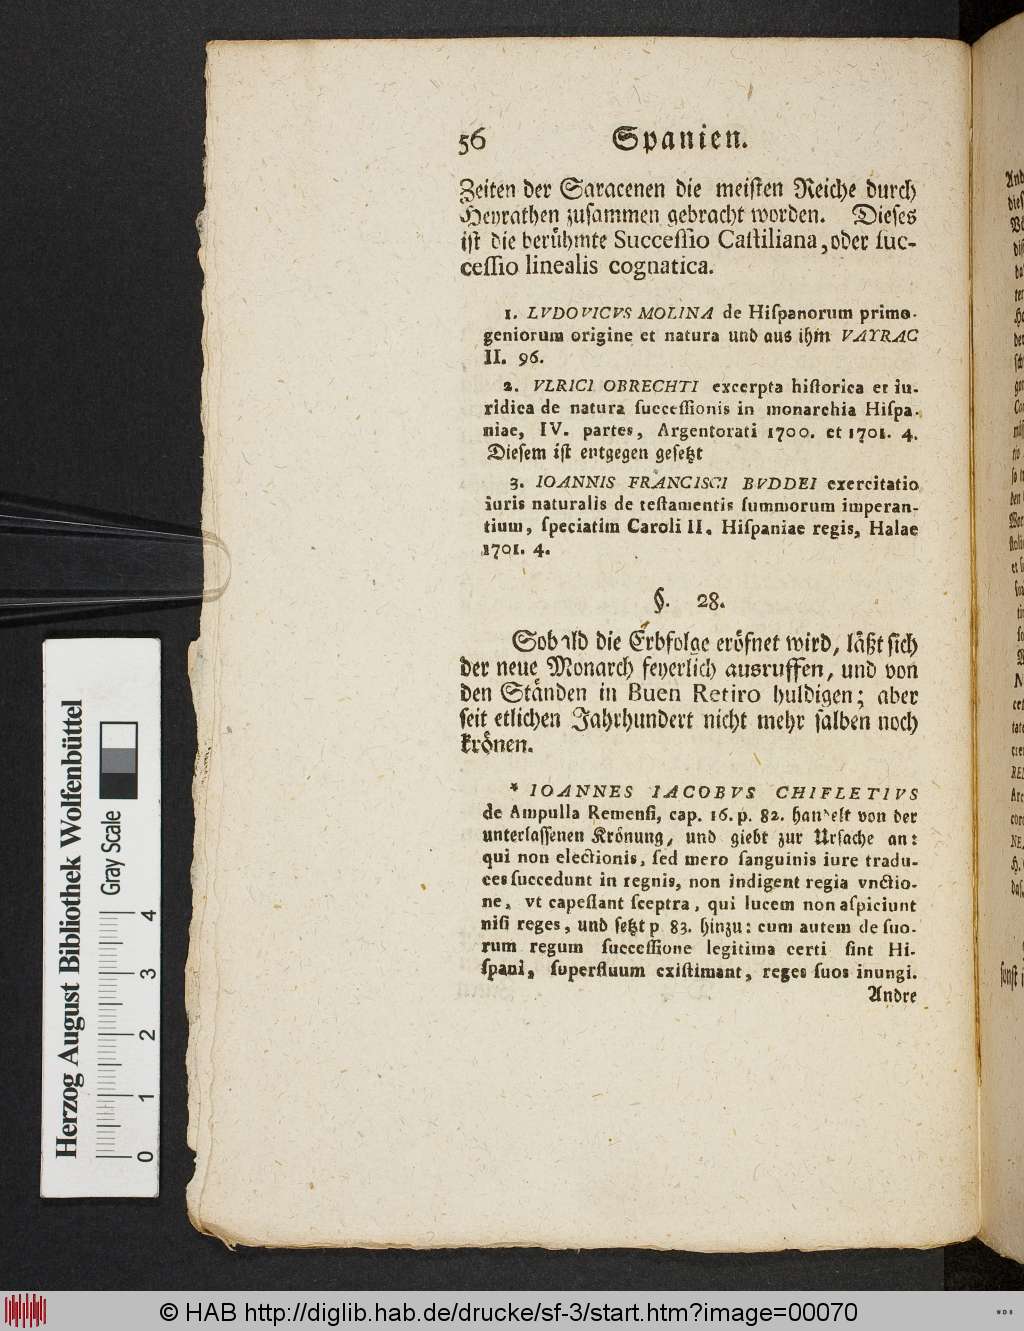 56 Spanien.
Zeiten der Saracenen die meisten Reiche durch
Heyrathen zusammen gebracht worden. Dieses
ist die berühmte Successio Castiliana, oder suc-
cessio linealis cognatica.
1. LVDOVICVS MOLINA de Hispanorum primo-
geniorum origine et natura und aus ihm VAYRAC
II. 96.
2. VLRICI OBRECHTI excerpta historica et iu-
ridica de natura successionis in monarchia Hispa-
niae, IV. partes, Argentorati 1700. et 1701. 4.
Diesem ist entgegen gesetzt
3. IOANNIS FRANCISCI BVDDEI exercitatio
iuris naturalis de testamentis summorum imperan-
tium, speciatim Caroli II. Hispaniae regis, Halae
1701. 4.
§. 28.
Sobald die Erbfolge eröfnet wird, läßt sich
der neue Monarch feyerlich ausruffen, und von
den Ständen in Buen Retiro huldigen; aber
seit etlichen Jahrhundert nicht mehr salben noch
krönen.
* IOANNES IACOBVS CHIFLETIVS
de Ampulla Remensi, cap. 16. p. 82. handelt von der
unterlassenen Krönung, und giebt zur Ursache an:
qui non electionis, sed mero sanguinis iure tradu-
ces succedunt in regnis, non indigent regia vnctio-
ne, vt capessant sceptra, qui lucem non aspiciunt
nisi reges, und setzt p 83. hinzu: cum autem de suo-
rum regum successione legitima certi sint Hi-
spani, superfluum existimant, reges suos inungi.
Andre
Herzog August Bibliothek Wolfenbüttel
Gray Scale
0 1 2 3 4
© HAB http://diglib.hab.de/drucke/sf-3/start.htm?image=00070